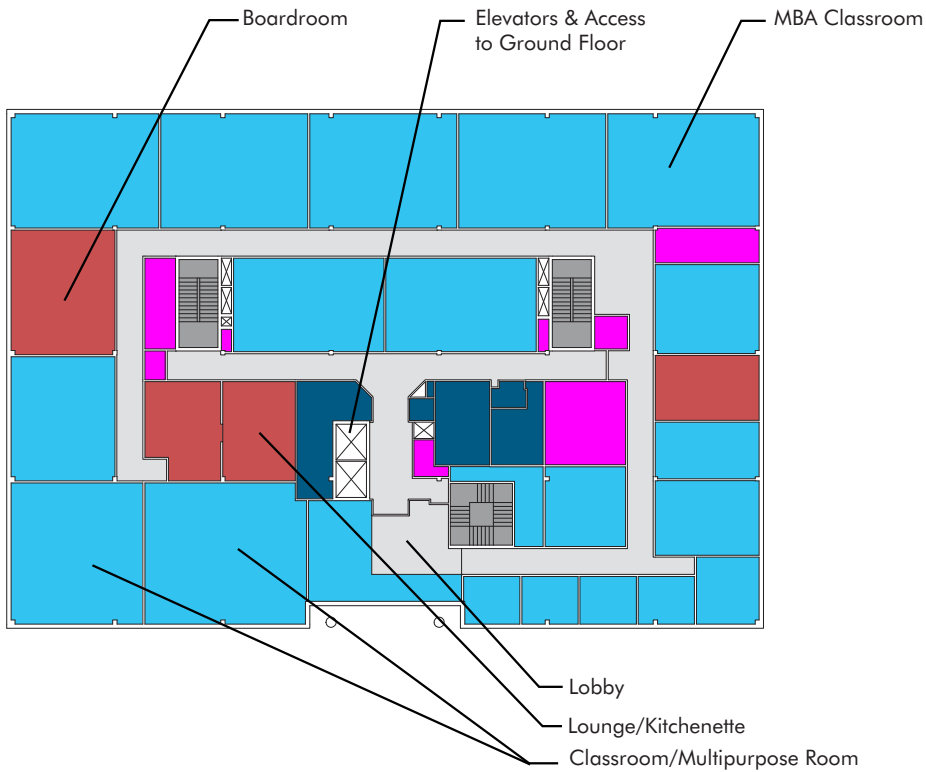 Boardroom
Elevators & Access
to Ground Floor
MBA Classroom
Lobby
Lounge/Kitchenette
Classroom/Multipurpose Room